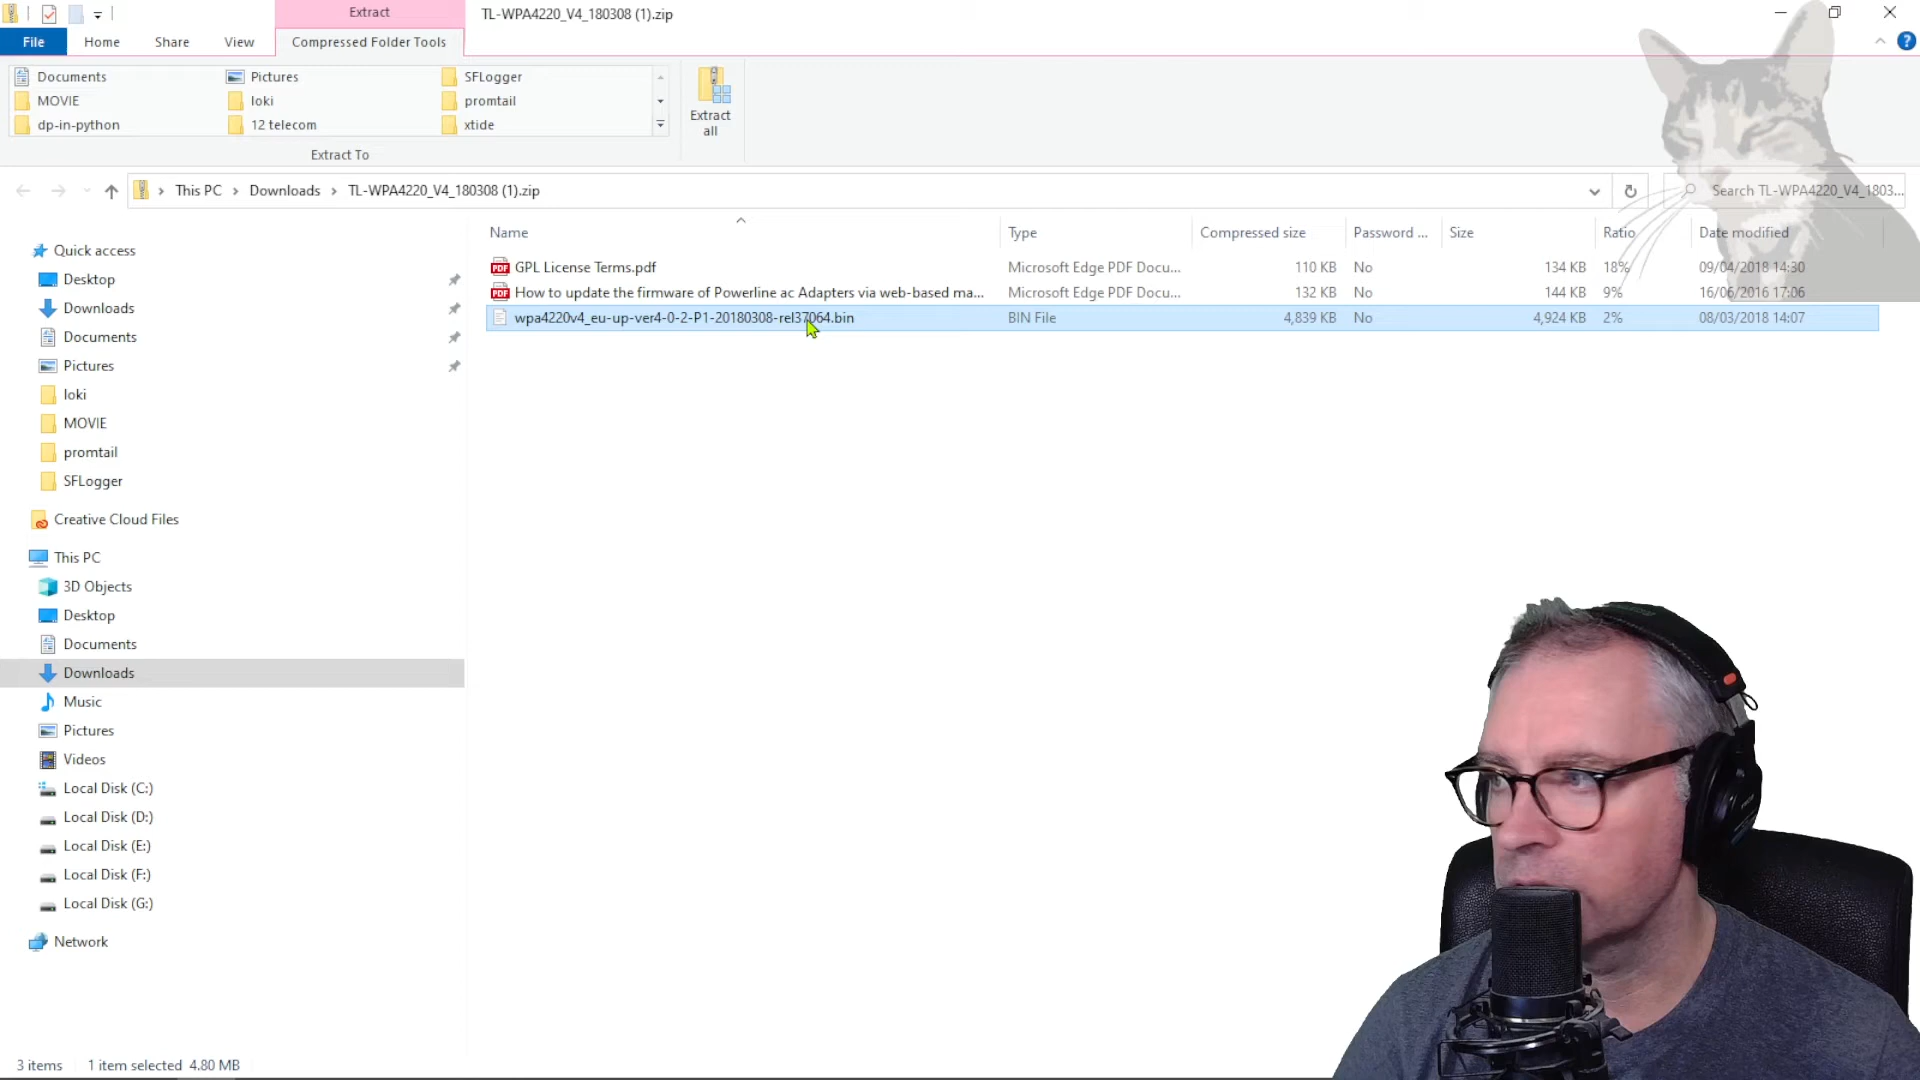 Extract
TL-WPA4220_V4_180308 (1).zip
File Home Share View Compressed Folder Tools
Documents Pictures SFLogger
MOVIE loki promtail
dp-in-python 12 telecom xtide
Extract all
Extract To
This PC Downloads TL-WPA4220_V4_180308 (1).zip
Search TL-WPA4220_V4_1803...
Name Type Compressed size Password ... Size Ratio Date modified
GPL License Terms.pdf Microsoft Edge PDF Docu... 110 KB No 134 KB 18% 09/04/2018 14:30
How to update the firmware of Powerline ac Adapters via web-based ma... Microsoft Edge PDF Docu... 132 KB No 144 KB 9% 16/06/2016 17:06
wpa4220v4_eu-up-ver4-0-2-P1-20180308-rel37064.bin BIN File 4,839 KB No 4,924 KB 2% 08/03/2018 14:07
Quick access
Desktop
Downloads
Documents
Pictures
loki
MOVIE
promtail
SFLogger
Creative Cloud Files
This PC
3D Objects
Desktop
Documents
Downloads
Music
Pictures
Videos
Local Disk (C:)
Local Disk (D:)
Local Disk (E:)
Local Disk (F:)
Local Disk (G:)
Network
3 items 1 item selected 4.80 MB